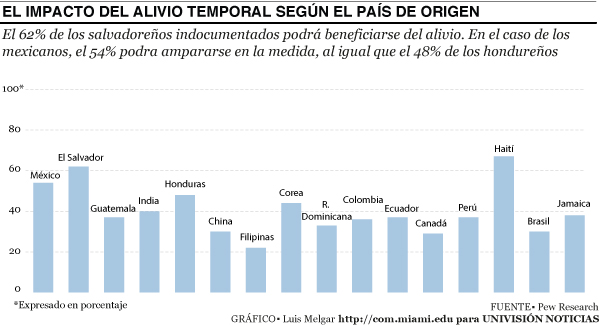 EL IMPACTO DEL ALIVIO TEMPORAL SEGÚN EL PAÍS DE ORIGEN
El 62% de los salvadoreños indocumentados podrá beneficiarse del alivio. En el caso de los
mexicanos, el 54% podra ampararse en la medida, al igual que el 48% de los hondureños
100*
80
60
40
20
0
México
El Salvador
Guatemala
India
Honduras
China
Filipinas
Corea
R.
Dominicana
Colombia
Ecuador
Canadá
Perú
Haití
Brasil
Jamaica
*Expresado en porcentaje
FUENTE• Pew Research
GRÁFICO• Luis Melgar http://com.miami.edu para UNIVISIÓN NOTICIAS